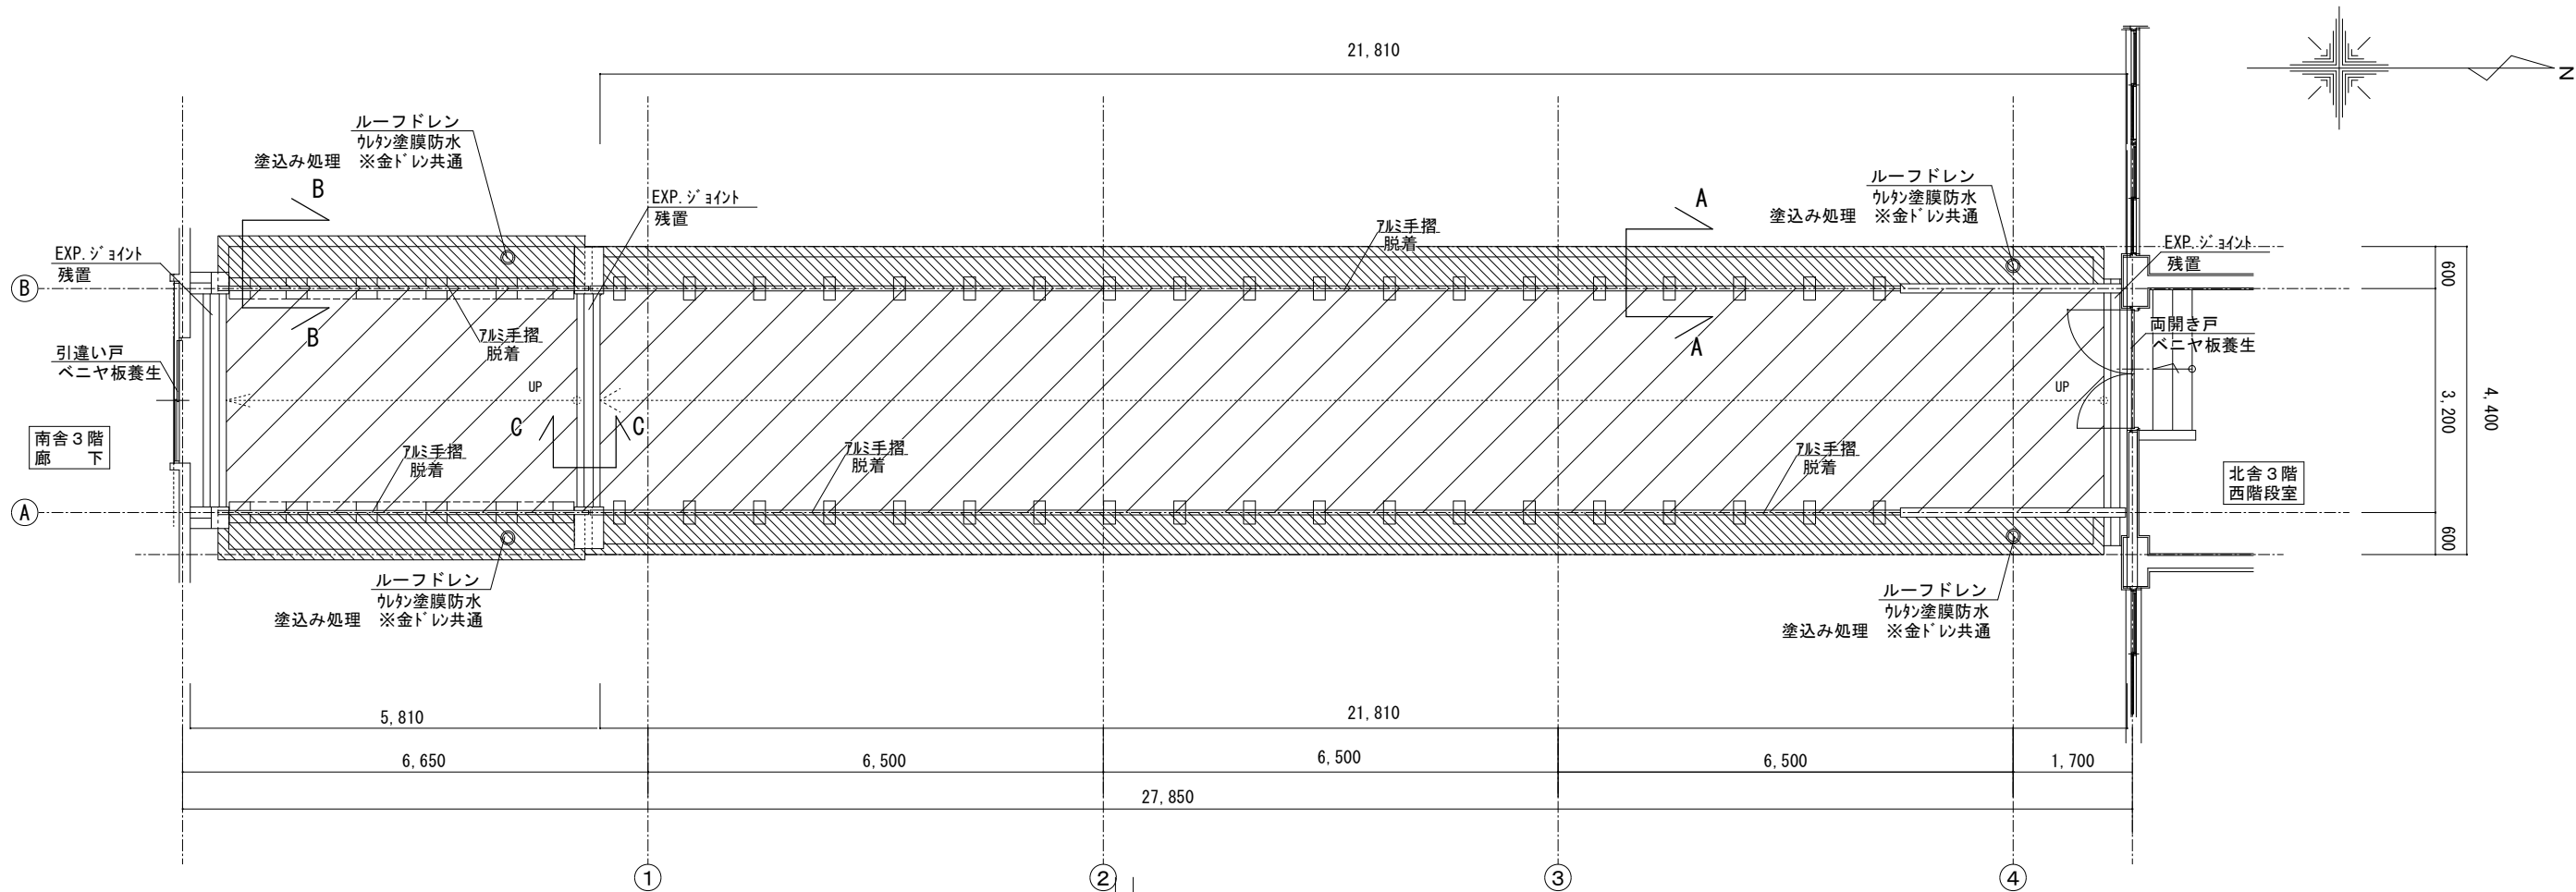 21,810
N
ルーフドレン
ｳﾚﾀﾝ塗膜防水
塗込み処理 ※金ﾄﾞﾚﾝ共通
B
EXP.ｼﾞｮｲﾝﾄ
残置
A
ルーフドレン
ｳﾚﾀﾝ塗膜防水
塗込み処理 ※金ﾄﾞﾚﾝ共通
ｱﾙﾐ手摺
脱着
EXP.ｼﾞｮｲﾝﾄ
残置
EXP.ｼﾞｮｲﾝﾄ
残置
600
B
B
ｱﾙﾐ手摺
脱着
A
両開き戸
ベニヤ板養生
引違い戸
ベニヤ板養生
UP
UP
3,200
4,400
C
C
南舎３階
廊　下
ｱﾙﾐ手摺
脱着
ｱﾙﾐ手摺
脱着
ｱﾙﾐ手摺
脱着
北舎３階
西階段室
A
600
ルーフドレン
ｳﾚﾀﾝ塗膜防水
塗込み処理 ※金ﾄﾞﾚﾝ共通
ルーフドレン
ｳﾚﾀﾝ塗膜防水
塗込み処理 ※金ﾄﾞﾚﾝ共通
5,810
21,810
6,650
6,500
6,500
6,500
1,700
27,850
1
2
3
4